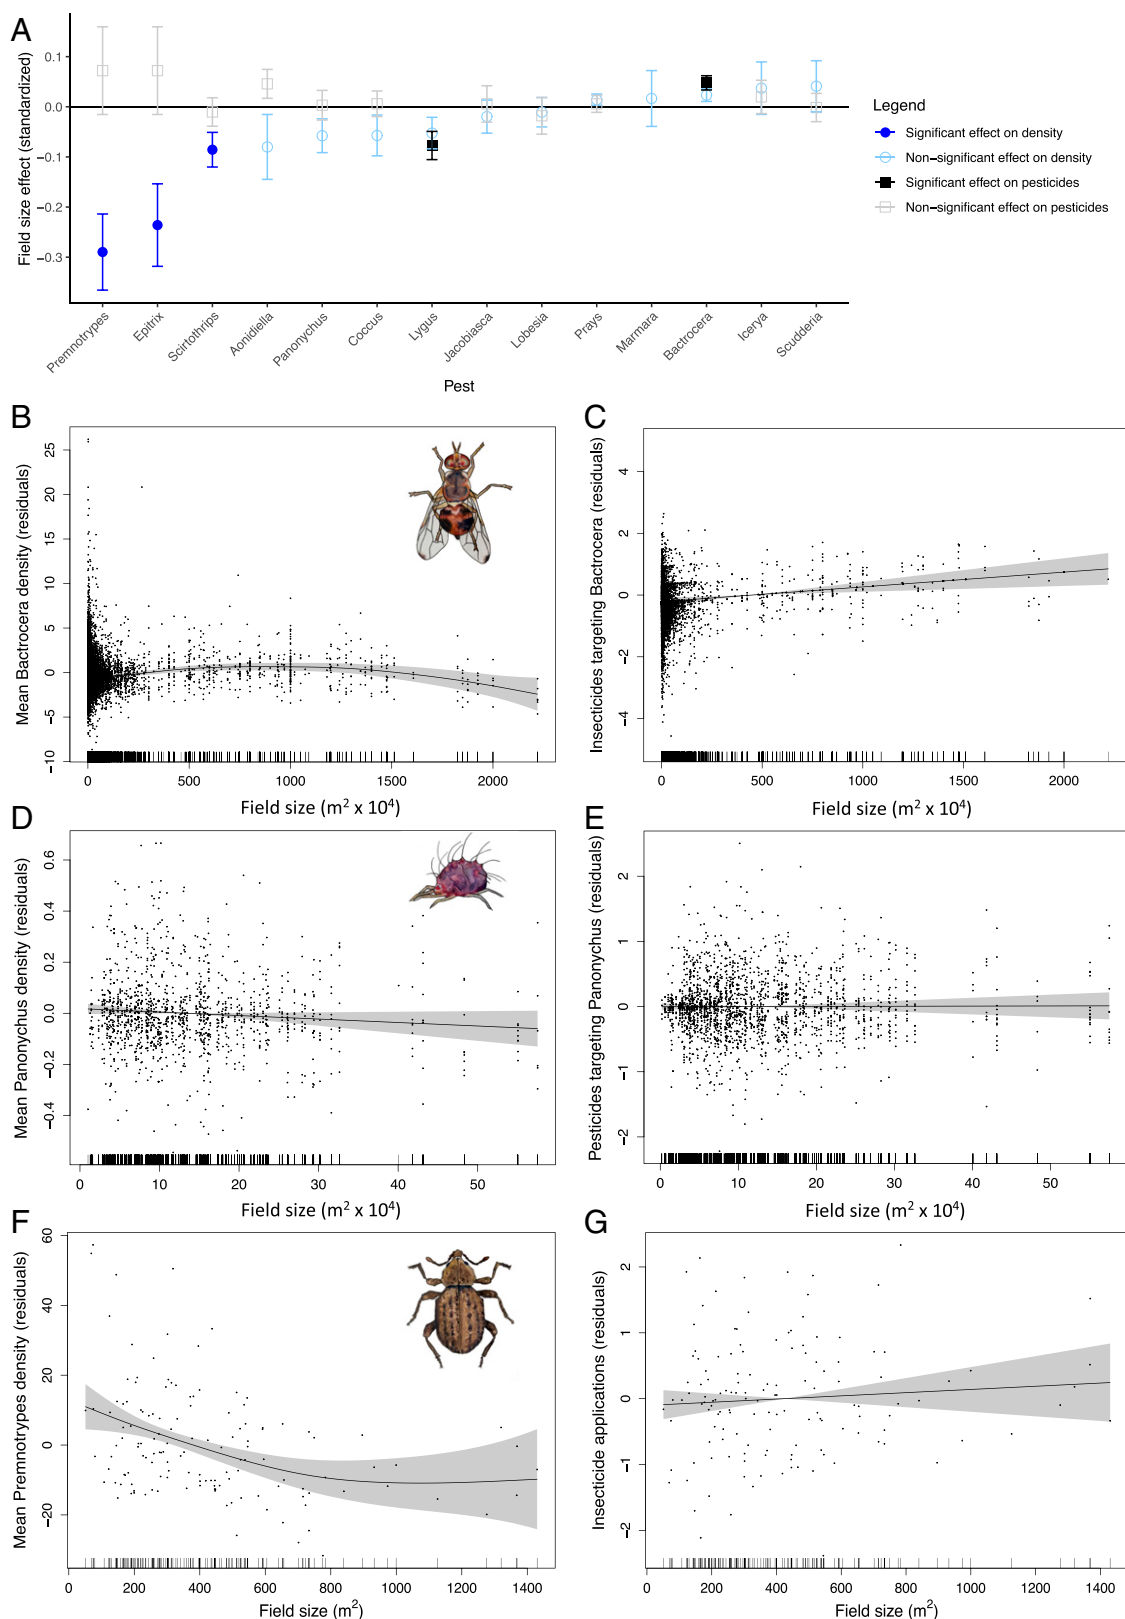 A
Field size effect (standardized)
0.1
0.0
−0.1
−0.2
−0.3
Premnotrypes
Epitrix
Scirtothrips
Aonidiella
Panonychus
Coccus
Lygus
Jacobiasca
Lobesia
Prays
Marmara
Bactrocera
Icerya
Scudderia
Pest
Legend
Significant effect on density
Non−significant effect on density
Significant effect on pesticides
Non−significant effect on pesticides
B
Mean Bactrocera density (residuals)
25
20
15
10
5
0
−5
−10
0 500 1000 1500 2000
Field size (m² x 10⁴)
C
Insecticides targeting Bactrocera (residuals)
4
2
0
−2
−4
0 500 1000 1500 2000
Field size (m² x 10⁴)
D
Mean Panonychus density (residuals)
0.6
0.4
0.2
0.0
−0.2
−0.4
0 10 20 30 40 50
Field size (m² x 10⁴)
E
Pesticides targeting Panonychus (residuals)
2
1
0
−1
−2
0 10 20 30 40 50
Field size (m² x 10⁴)
F
Mean Premnotrypes density (residuals)
60
40
20
0
−20
0 200 400 600 800 1000 1200 1400
Field size (m²)
G
Insecticide applications (residuals)
2
1
0
−1
−2
0 200 400 600 800 1000 1200 1400
Field size (m²)